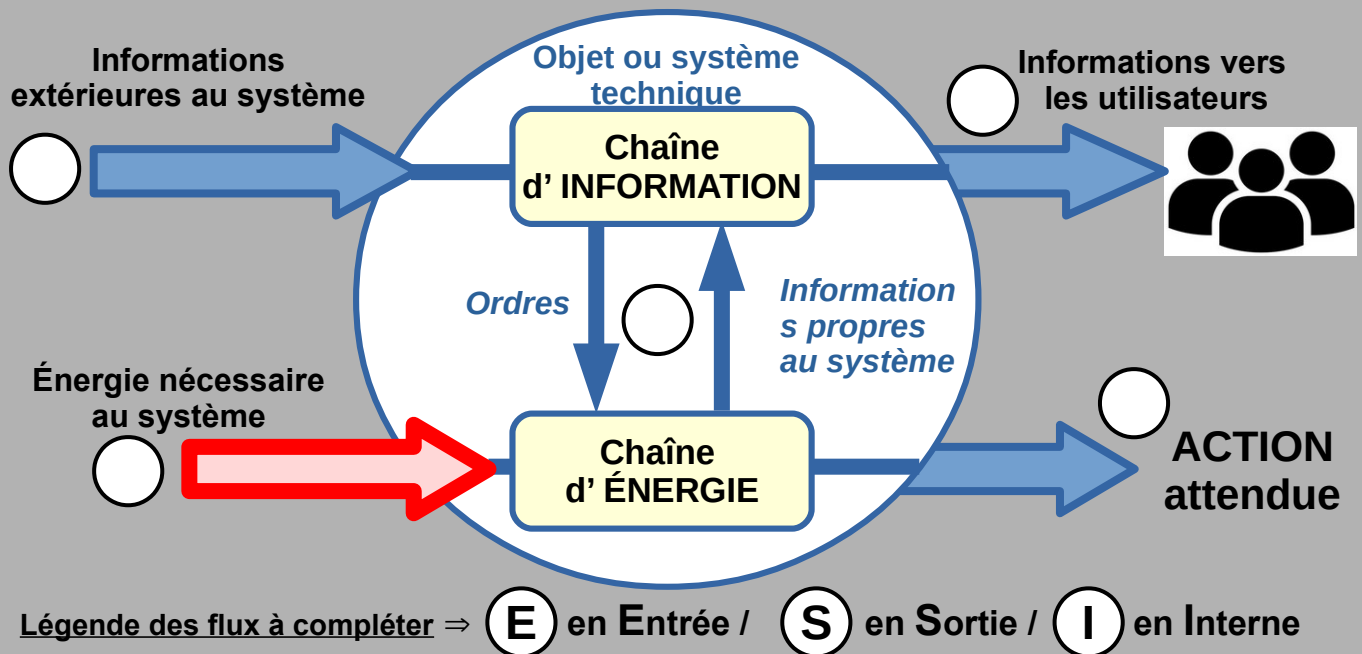 Informations
extérieures au système
Objet ou système
technique
Informations vers
les utilisateurs
Chaîne
d’ INFORMATION
Ordres
Information
s propres
au système
Énergie nécessaire
au système
Chaîne
d’ ÉNERGIE
ACTION
attendue
Légende des flux à compléter ⇒ E en Entrée / S en Sortie / I en Interne